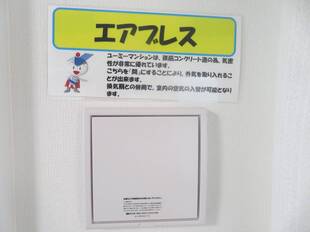 エアブレス
ユーミーマンションは、鉄筋コンクリート造の為、気密
性が非常に優れています。
こちらを「開」にすることにより、外気を取り入れるこ
とが出来ます。
換気扇との併用で、室内の空気の入替が可能となり
ます。